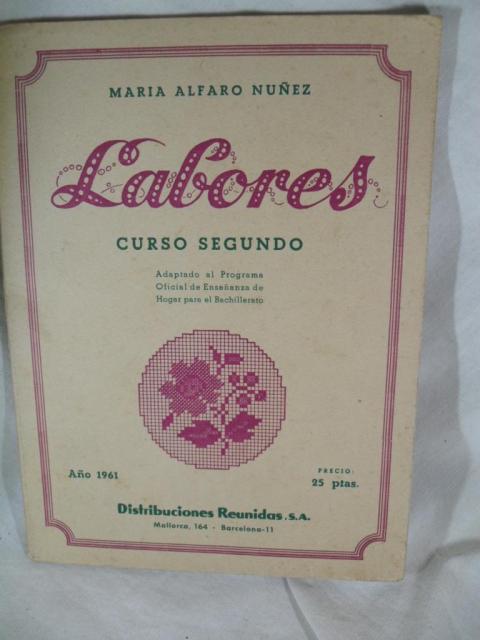 MARIA ALFARO NUÑEZ
Labores
CURSO SEGUNDO
Adaptado al Programa
Oficial de Enseñanza de
Hogar para el Bachillerato
Año 1961
PRECIO:
25 ptas.
Distribuciones Reunidas, S.A.
Mallorca, 164 - Barcelona-11